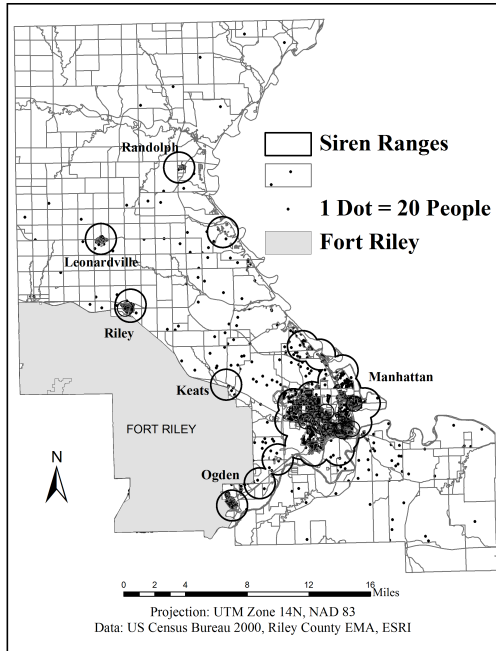 Randolph
Siren Ranges
1 Dot = 20 People
Fort Riley
Leonardville
Riley
Keats
Manhattan
FORT RILEY
N
Ogden
0 2 4 8 12 16
Miles
Projection: UTM Zone 14N, NAD 83
Data: US Census Bureau 2000, Riley County EMA, ESRI